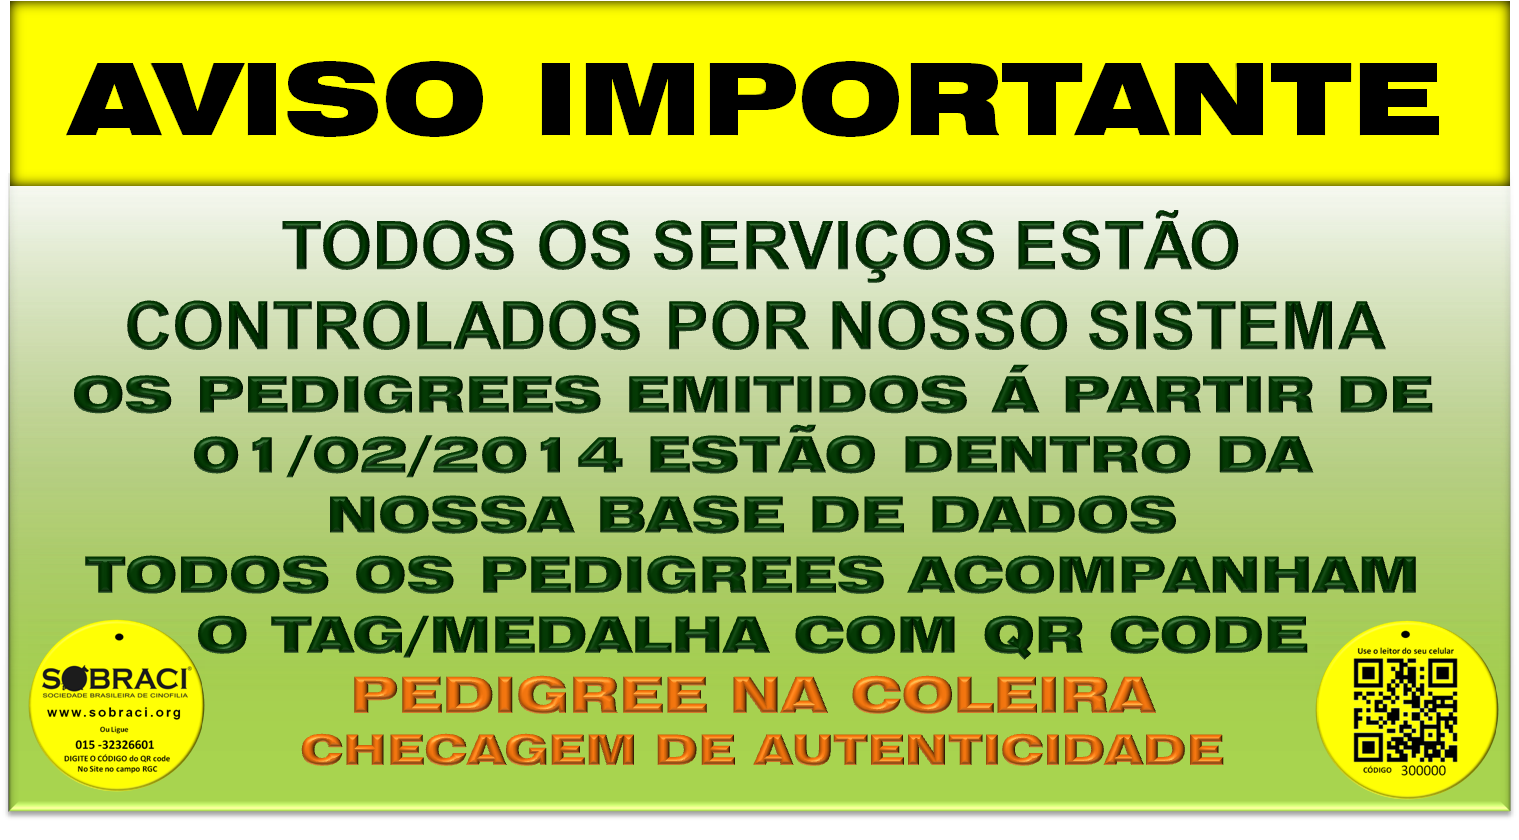 AVISO IMPORTANTE
TODOS OS SERVIÇOS ESTÃO
CONTROLADOS POR NOSSO SISTEMA
OS PEDIGREES EMITIDOS Á PARTIR DE
01/02/2014 ESTÃO DENTRO DA
NOSSA BASE DE DADOS
TODOS OS PEDIGREES ACOMPANHAM
O TAG/MEDALHA COM QR CODE
PEDIGREE NA COLEIRA
CHECAGEM DE AUTENTICIDADE
SOBRACI®
SOCIEDADE BRASILEIRA DE CINOFILIA
www.sobraci.org
Ou Ligue
015 -32326601
DIGITE O CÓDIGO do QR code
No Site no campo RGC
Use o leitor do seu celular
CÓDIGO 300000